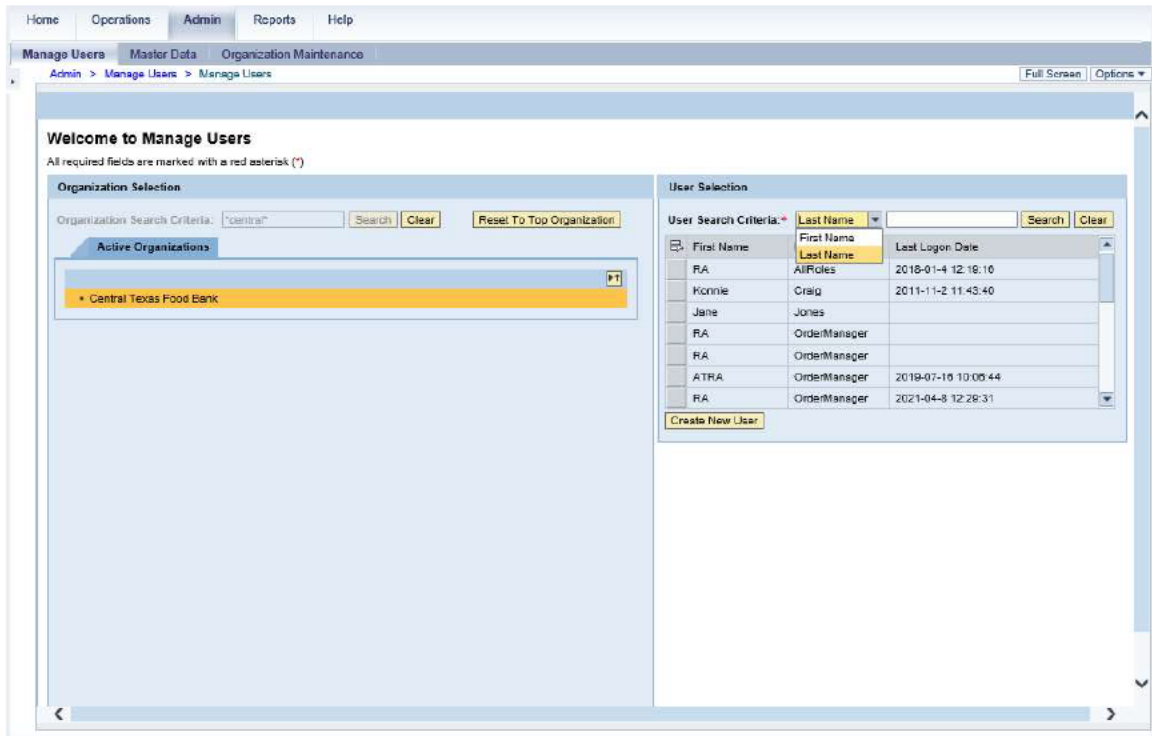 Home Operations Admin Reports Help
Manage Users Master Data Organization Maintenance
Admin > Manage Users > Manage Users Full Screen Options
Welcome to Manage Users
All required fields are marked with a red asterisk (*)
Organization Selection
Organization Search Criteria: *central* Search Clear Reset To Top Organization
Active Organizations
• Central Texas Food Bank
User Selection
User Search Criteria:* Last Name Search Clear
First Name
Last Name
First Name Last Logon Date
RA AllRoles 2018-01-4 12:19:16
Konnie Craig 2011-11-2 11:43:40
Jane Jones
RA OrderManager
RA OrderManager
ATRA OrderManager 2019-07-16 10:06:44
RA OrderManager 2021-04-8 12:29:31
Create New User